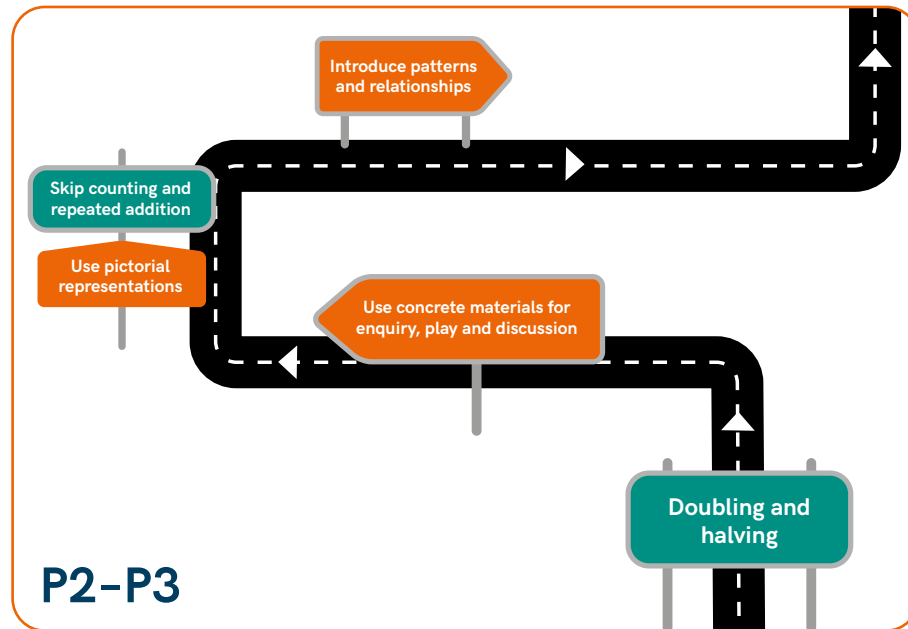 Introduce patterns
and relationships
Skip counting and
repeated addition
Use pictorial
representations
Use concrete materials for
enquiry, play and discussion
Doubling and
halving
P2–P3